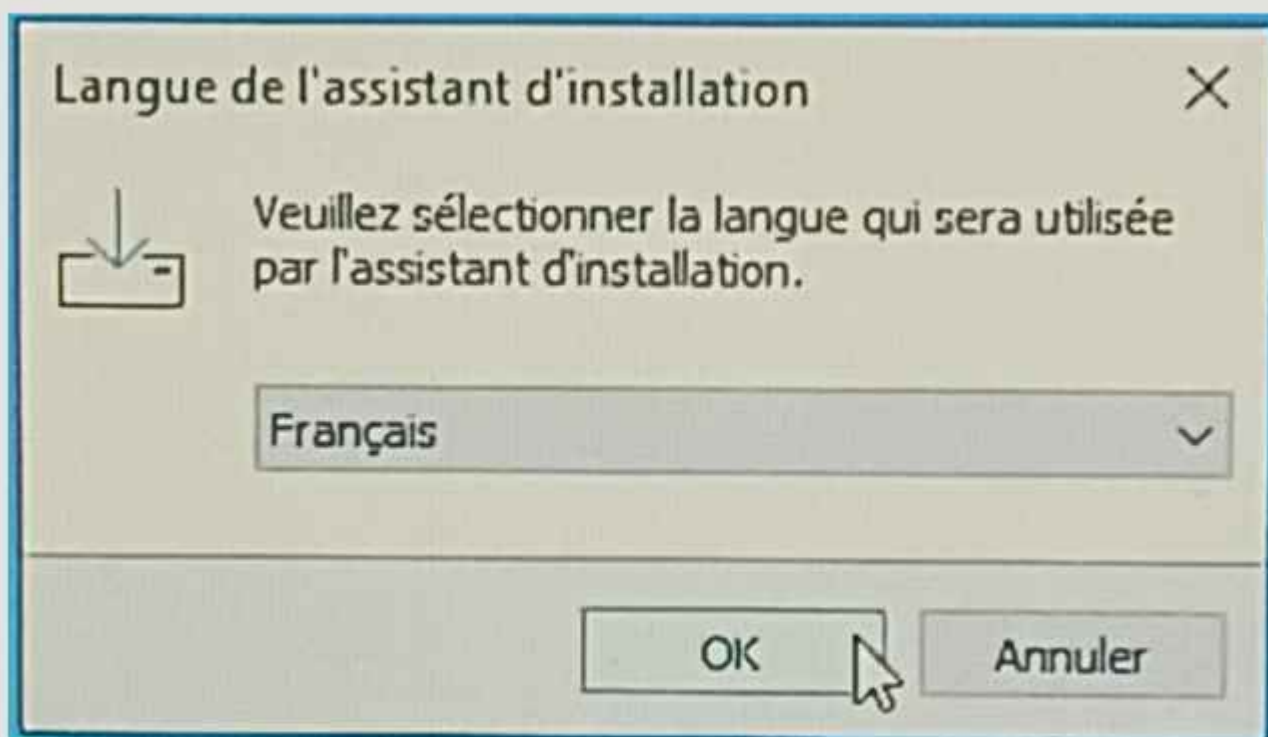 Langue de l'assistant d'installation
Veuillez sélectionner la langue qui sera utilisée
par l'assistant d'installation.
Français
OK
Annuler